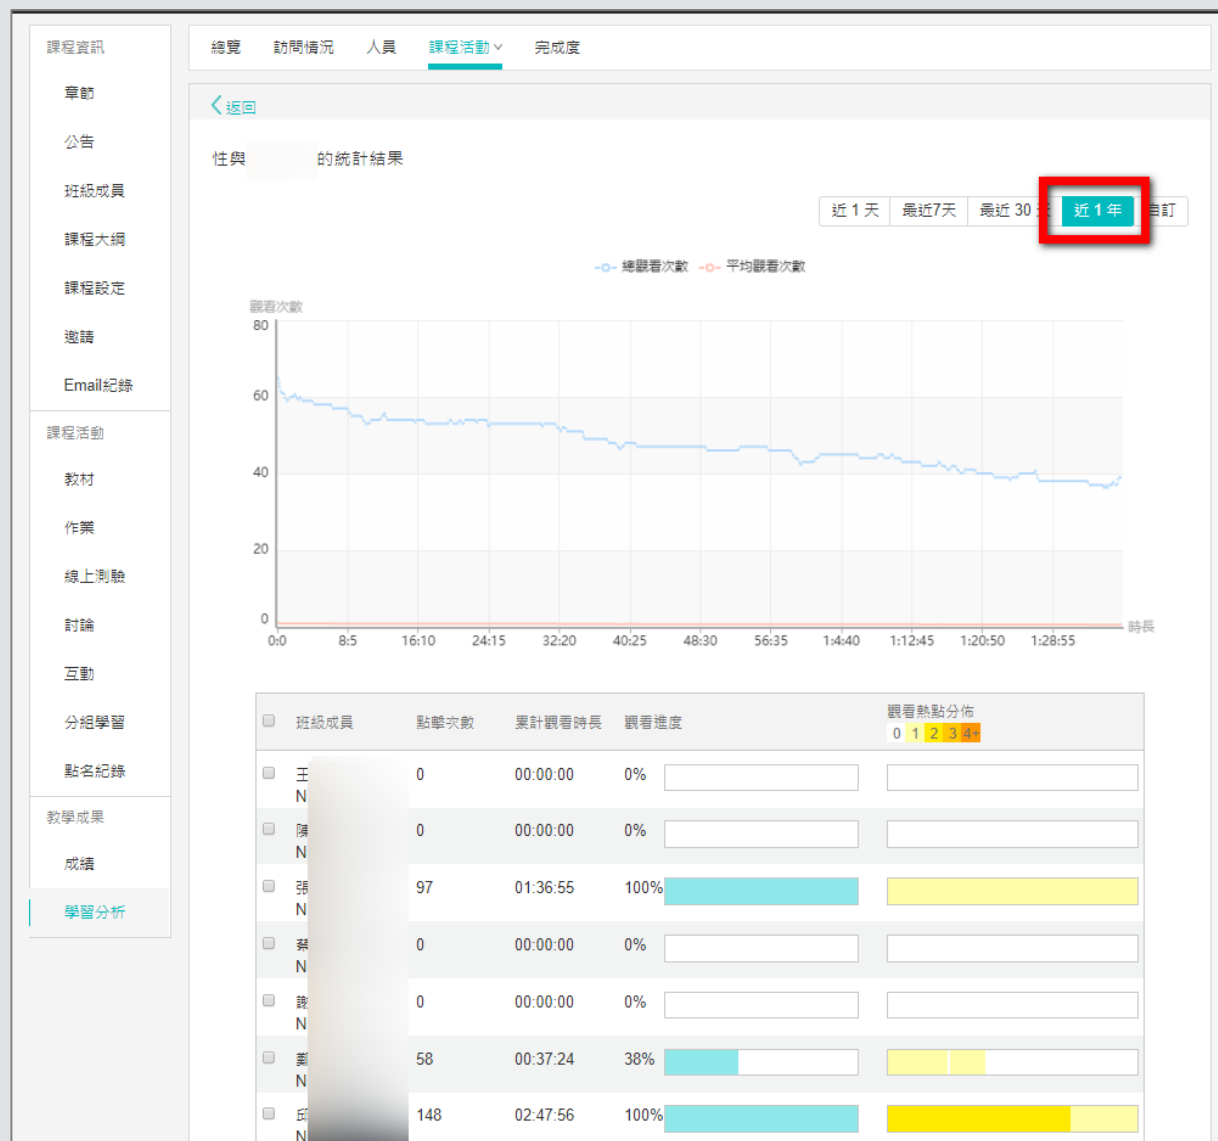 課程資訊
章節
公告
班級成員
課程大綱
課程設定
邀請
Email紀錄
課程活動
教材
作業
線上測驗
討論
互動
分組學習
點名紀錄
教學成果
成績
學習分析
總覽 訪問情況 人員 課程活動 完成度
返回
性與 的統計結果
近 1 天 最近7天 最近 30 近 1 年 自訂
總觀看次數 平均觀看次數
觀看次數
80
60
40
20
0
0:0 8:5 16:10 24:15 32:20 40:25 48:30 56:35 1:4:40 1:12:45 1:20:50 1:28:55
時長
班級成員 點擊次數 累計觀看時長 觀看進度 觀看熱點分佈
0 1 2 3 4+
王 0 00:00:00 0%
N
陳 0 00:00:00 0%
N
張 97 01:36:55 100%
N
蔡 0 00:00:00 0%
N
謝 0 00:00:00 0%
N
鄭 58 00:37:24 38%
N
邱 148 02:47:56 100%
N